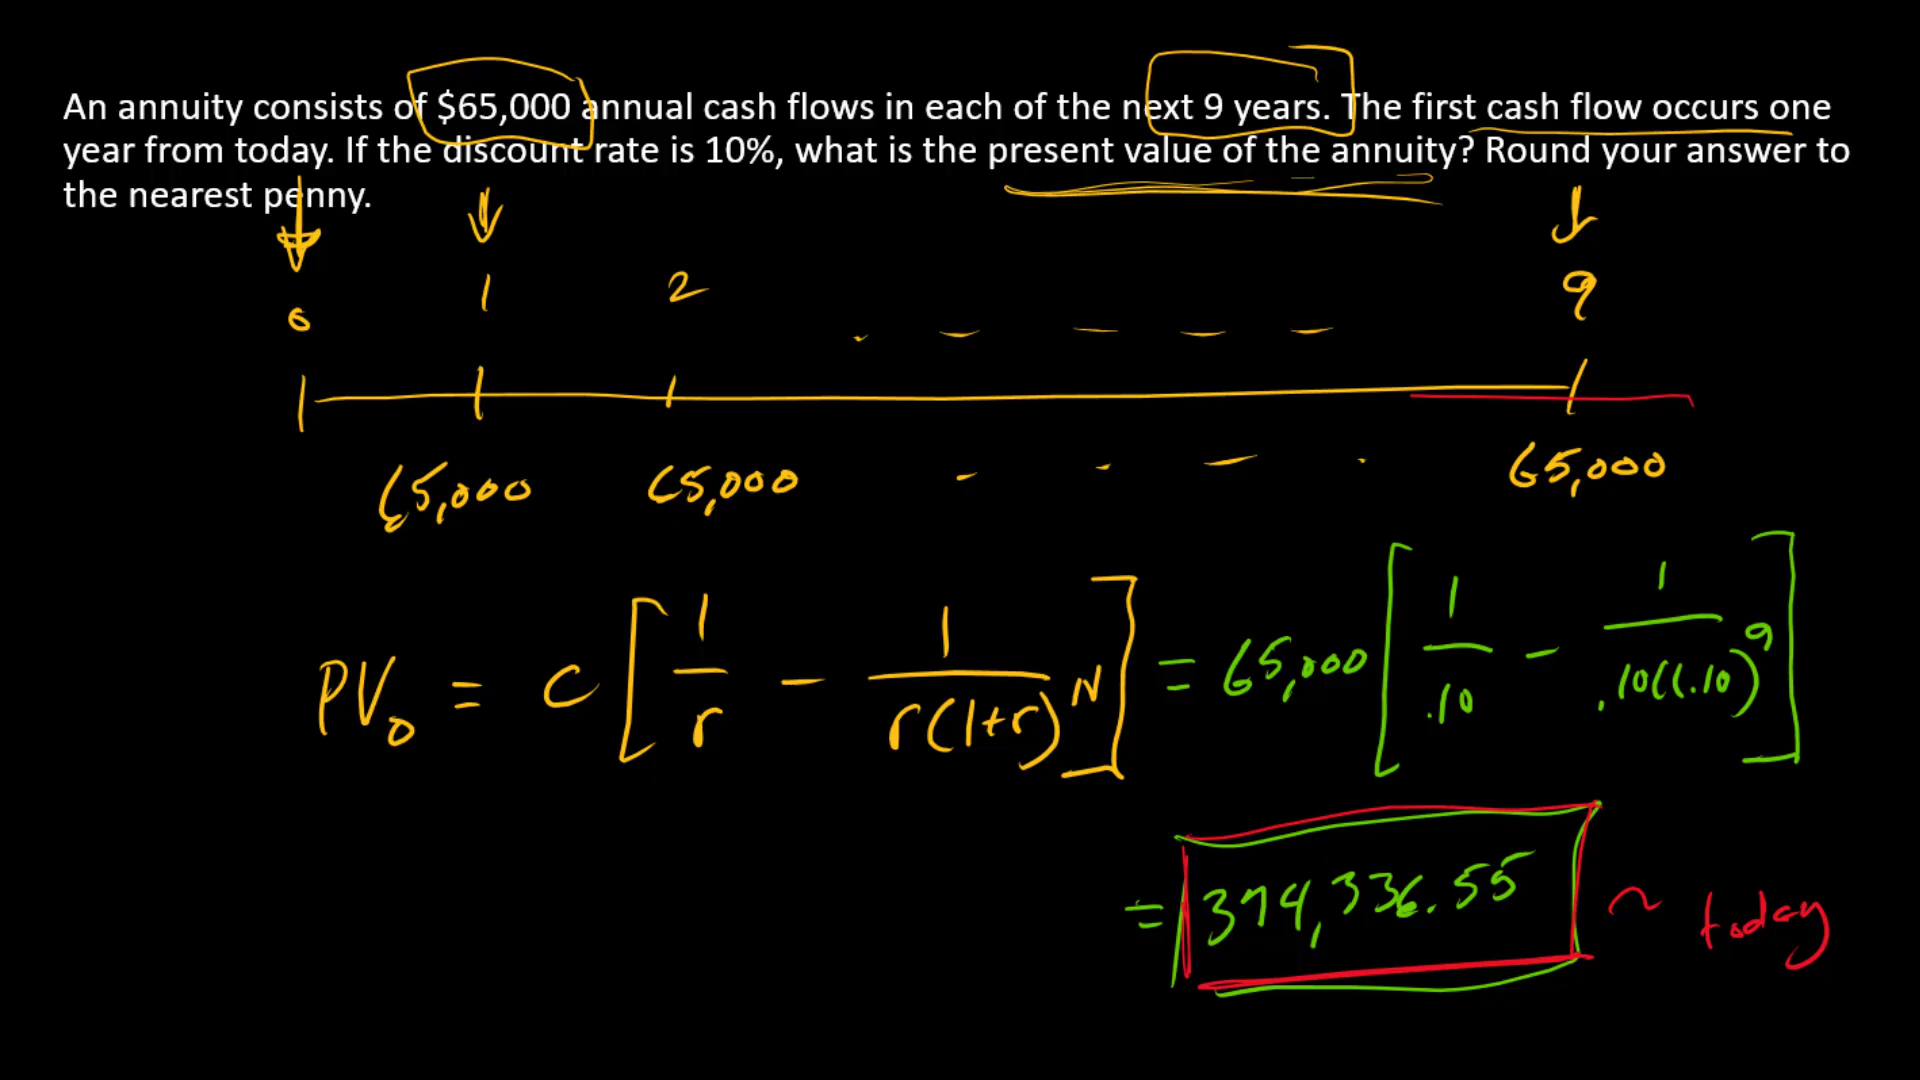 An annuity consists of $65,000 annual cash flows in each of the next 9 years. The first cash flow occurs one
year from today. If the discount rate is 10%, what is the present value of the annuity? Round your answer to
the nearest penny.
0 1 2 9
65,000 65,000 65,000
PV₀ = C [ 1/r - 1/r(1+r)^N ] = 65,000 [ 1/.10 - 1/.10(1.10)^9 ]
= 374,336.55 ~ today